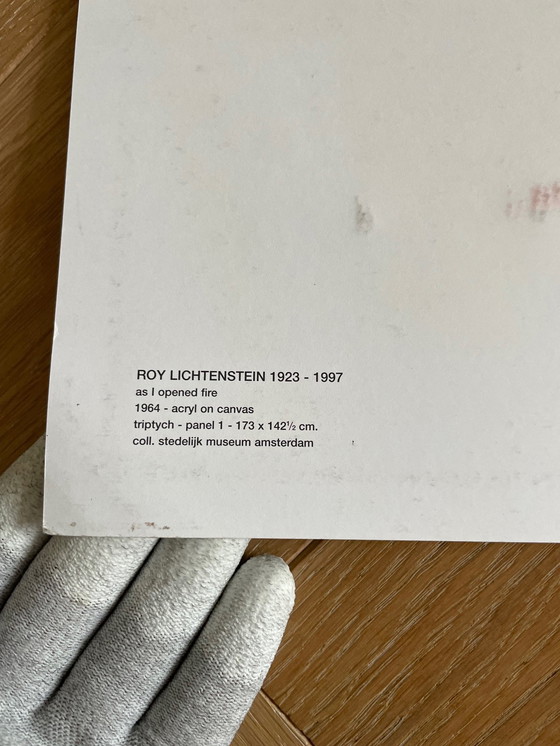 ROY LICHTENSTEIN 1923 - 1997
as I opened fire
1964 - acryl on canvas
triptych - panel 1 - 173 x 142½ cm.
coll. stedelijk museum amsterdam